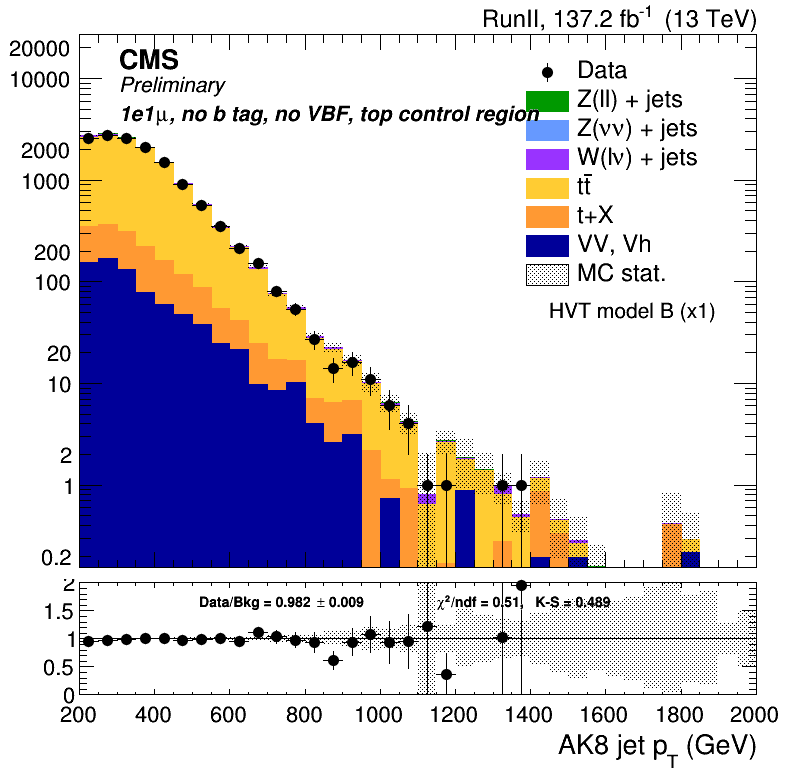 RunII, 137.2 fb⁻¹ (13 TeV)
CMS
Preliminary
1e1μ, no b tag, no VBF, top control region
Data
Z(ll) + jets
Z(νν) + jets
W(lν) + jets
tt̄
t+X
VV, Vh
MC stat.
HVT model B (x1)
20000
10000
2000
1000
200
100
20
10
2
1
0.2
Data/Bkg = 0.982 ± 0.009
χ²/ndf = 0.51, K-S = 0.489
2
1.5
1
0.5
0
200 400 600 800 1000 1200 1400 1600 1800 2000
AK8 jet p_T (GeV)